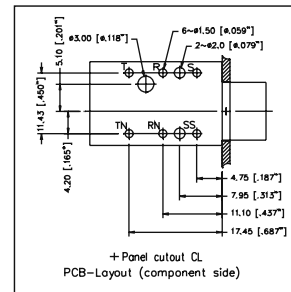 ø3.00 [ø.118"]
6-ø1.50 [ø.059"]
2-ø2.0 [ø.079"]
5.10 [.201"]
11.43 [.450"]
4.20 [.165"]
T R S
TN RN SS
4.75 [.187"]
7.95 [.313"]
11.10 [.437"]
17.45 [.687"]
+ Panel cutout CL
PCB-Layout (component side)